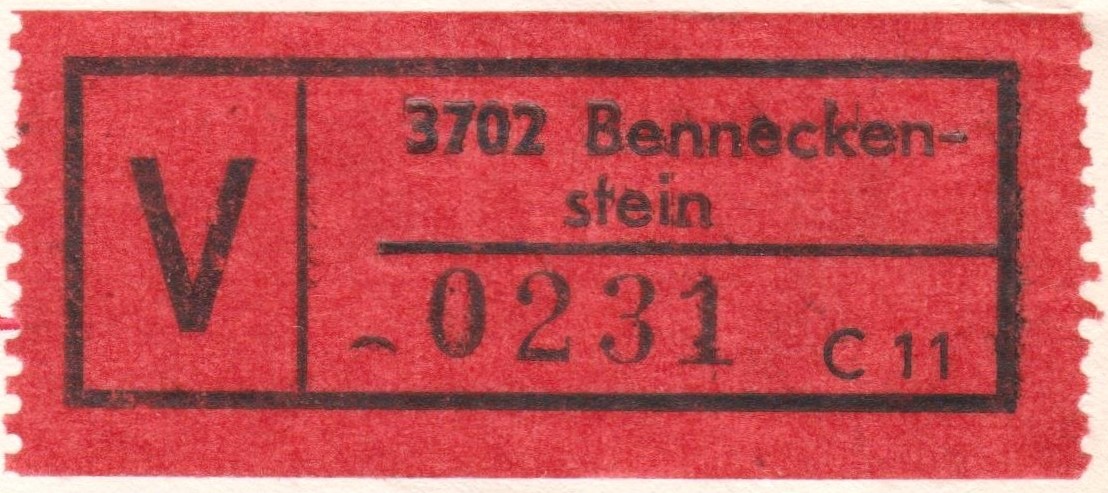 V
3702 Bennecken-
stein
0231
C 11